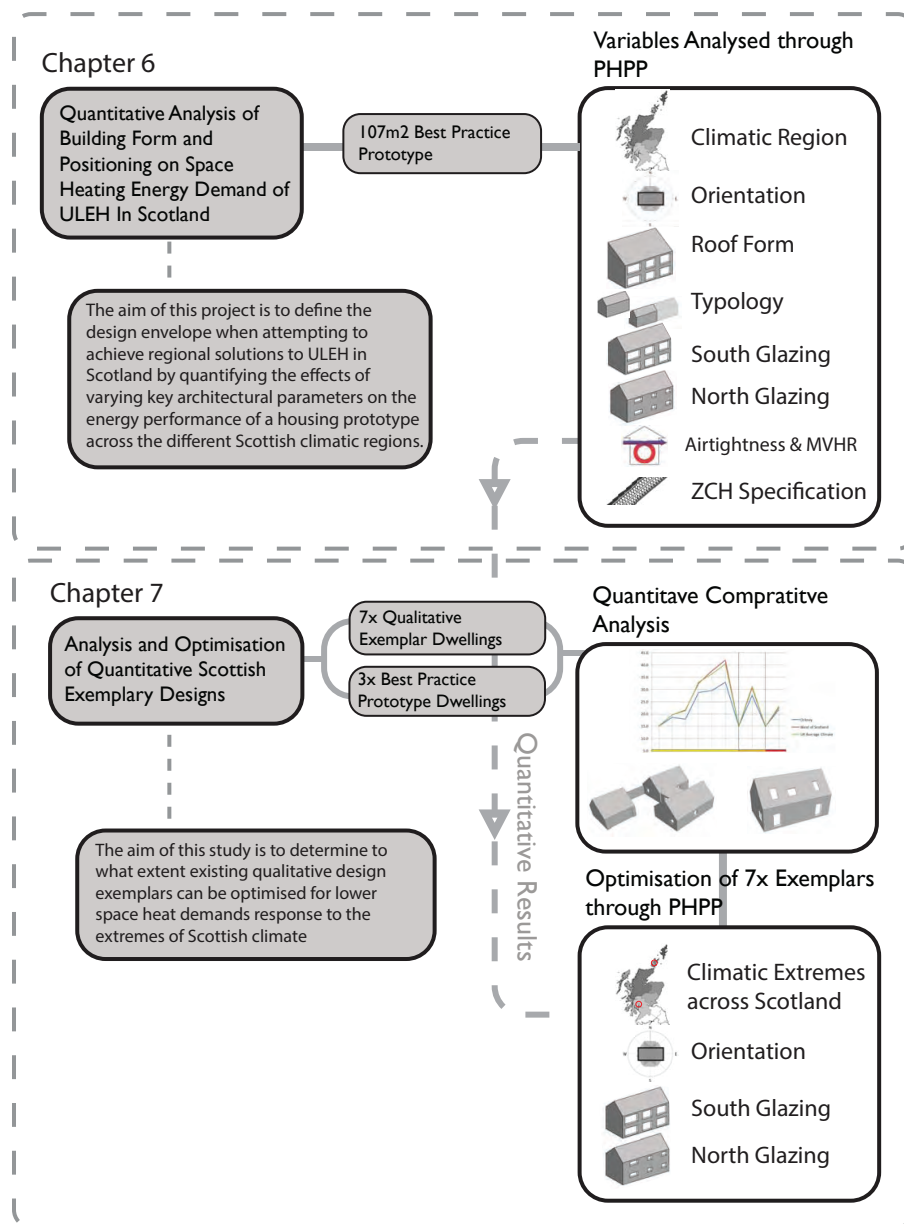 Chapter 6
Quantitative Analysis of
Building Form and
Positioning on Space
Heating Energy Demand of
ULEH In Scotland
107m2 Best Practice
Prototype
The aim of this project is to define the
design envelope when attempting to
achieve regional solutions to ULEH in
Scotland by quantifying the effects of
varying key architectural parameters on the
energy performance of a housing prototype
across the different Scottish climatic regions.
Variables Analysed through
PHPP
Climatic Region
Orientation
Roof Form
Typology
South Glazing
North Glazing
Airtightness & MVHR
ZCH Specification
Chapter 7
Analysis and Optimisation
of Quantitative Scottish
Exemplary Designs
7x Qualitative
Exemplar Dwellings
3x Best Practice
Prototype Dwellings
The aim of this study is to determine to
what extent existing qualitative design
exemplars can be optimised for lower
space heat demands response to the
extremes of Scottish climate
Quantitative Results
Quantitave Compratitve
Analysis
Orkney
West of Scotland
UK Average Climate
Optimisation of 7x Exemplars
through PHPP
Climatic Extremes
across Scotland
Orientation
South Glazing
North Glazing